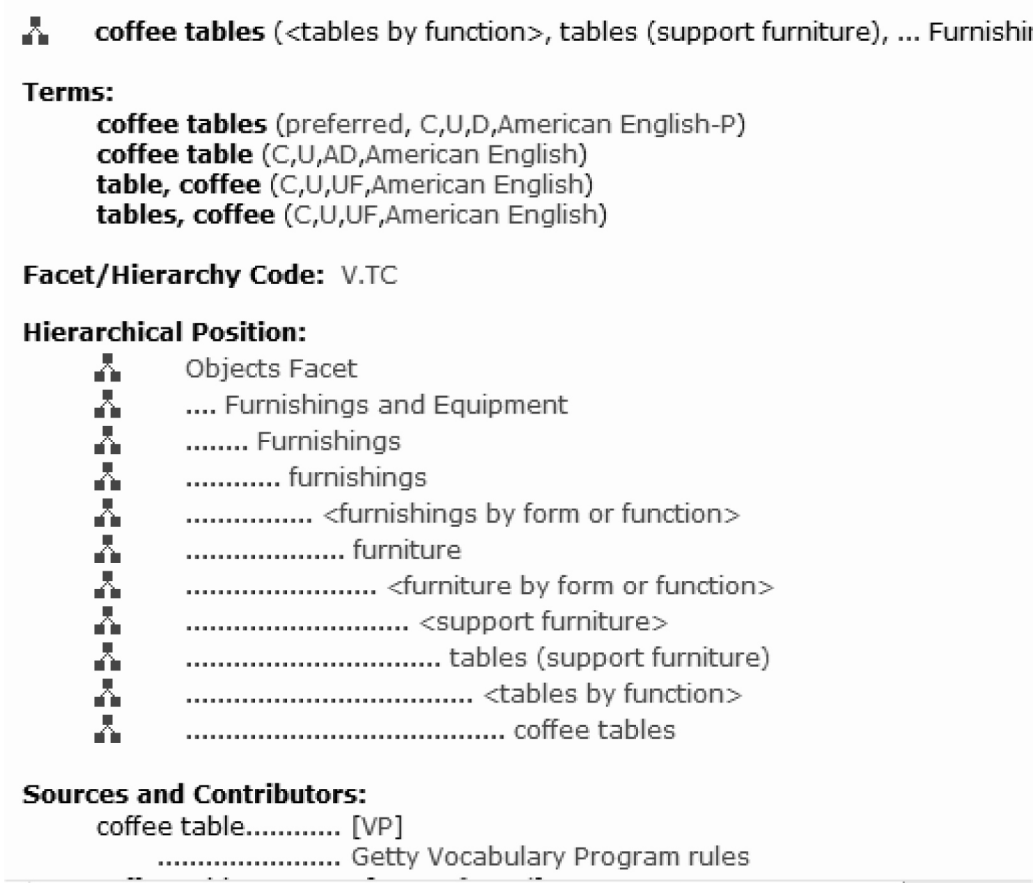 coffee tables (<tables by function>, tables (support furniture), ... Furnishin
Terms:
coffee tables (preferred, C,U,D,American English-P)
coffee table (C,U,AD,American English)
table, coffee (C,U,UF,American English)
tables, coffee (C,U,UF,American English)
Facet/Hierarchy Code: V.TC
Hierarchical Position:
Objects Facet
.... Furnishings and Equipment
........ Furnishings
............ furnishings
................ <furnishings by form or function>
.................... furniture
........................ <furniture by form or function>
............................ <support furniture>
................................ tables (support furniture)
.................................... <tables by function>
........................................ coffee tables
Sources and Contributors:
coffee table............ [VP]
....................... Getty Vocabulary Program rules